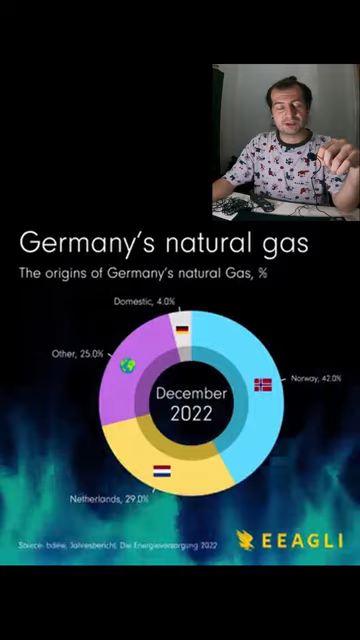 Germany's natural gas
The origins of Germany's natural Gas, %
Domestic, 4.0%
Other, 25.0%
Norway, 42.0%
December
2022
Netherlands, 29.0%
Source: bdew, Jahresbericht, Die Energieversorgung 2022
EEAGLI